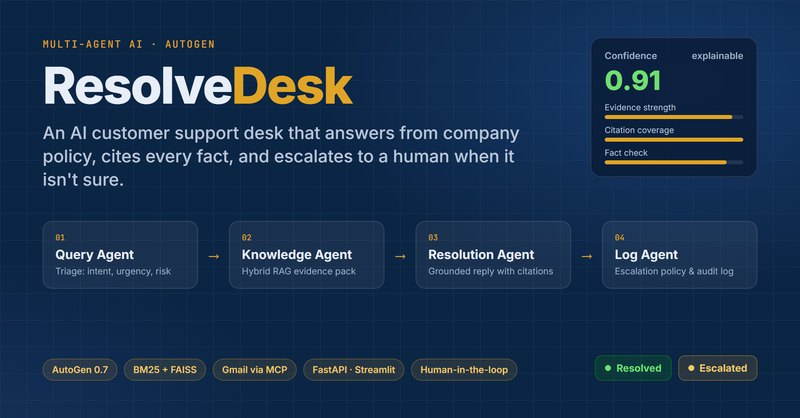 MULTI-AGENT AI · AUTOGEN
ResolveDesk
An AI customer support desk that answers from company
policy, cites every fact, and escalates to a human when it
isn't sure.
Confidence explainable
0.91
Evidence strength
Citation coverage
Fact check
01
Query Agent
Triage: intent, urgency, risk
→
02
Knowledge Agent
Hybrid RAG evidence pack
→
03
Resolution Agent
Grounded reply with citations
→
04
Log Agent
Escalation policy & audit log
AutoGen 0.7
BM25 + FAISS
Gmail via MCP
FastAPI · Streamlit
Human-in-the-loop
Resolved
Escalated